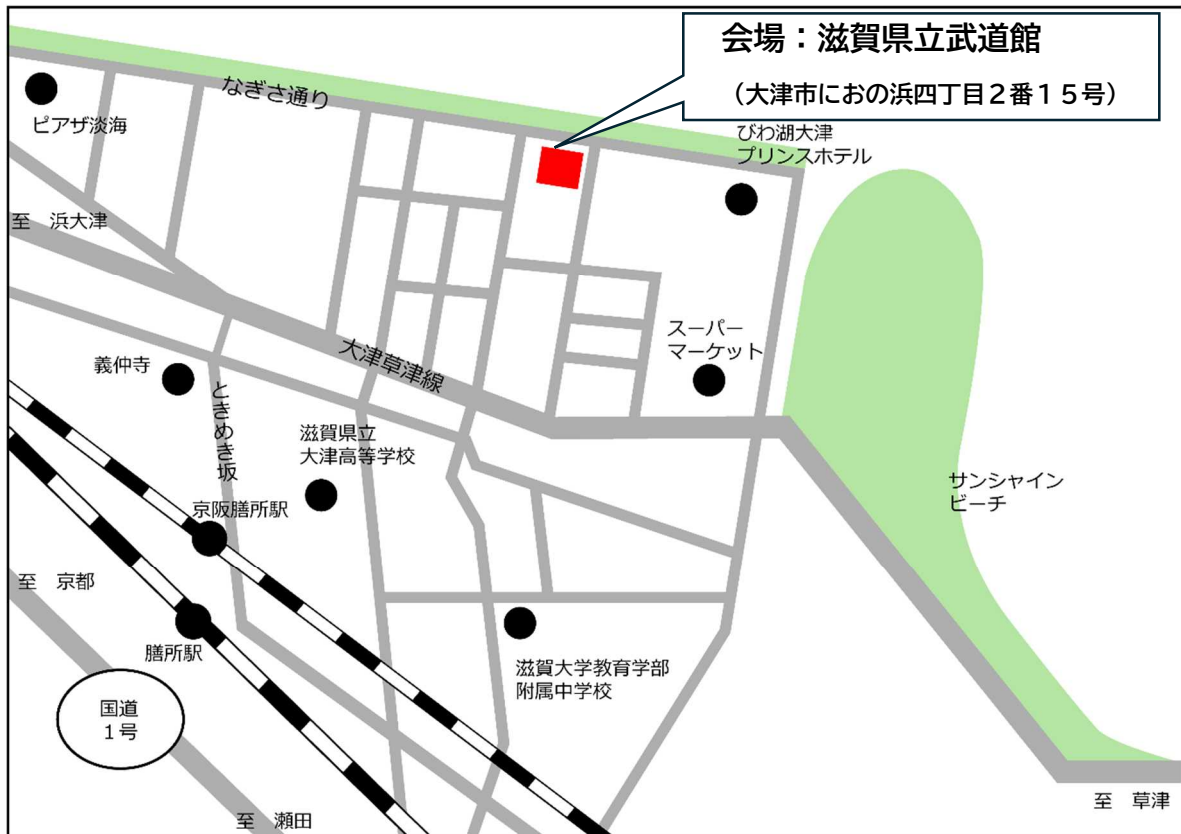 会場：滋賀県立武道館
（大津市におの浜四丁目２番１５号）
なぎさ通り
ピアザ淡海
びわ湖大津
プリンスホテル
至　浜大津
スーパー
マーケット
大津草津線
義仲寺
ときめき坂
滋賀県立
大津高等学校
サンシャイン
ビーチ
京阪膳所駅
至　京都
膳所駅
滋賀大学教育学部
附属中学校
国道
１号
至　草津
至　瀬田